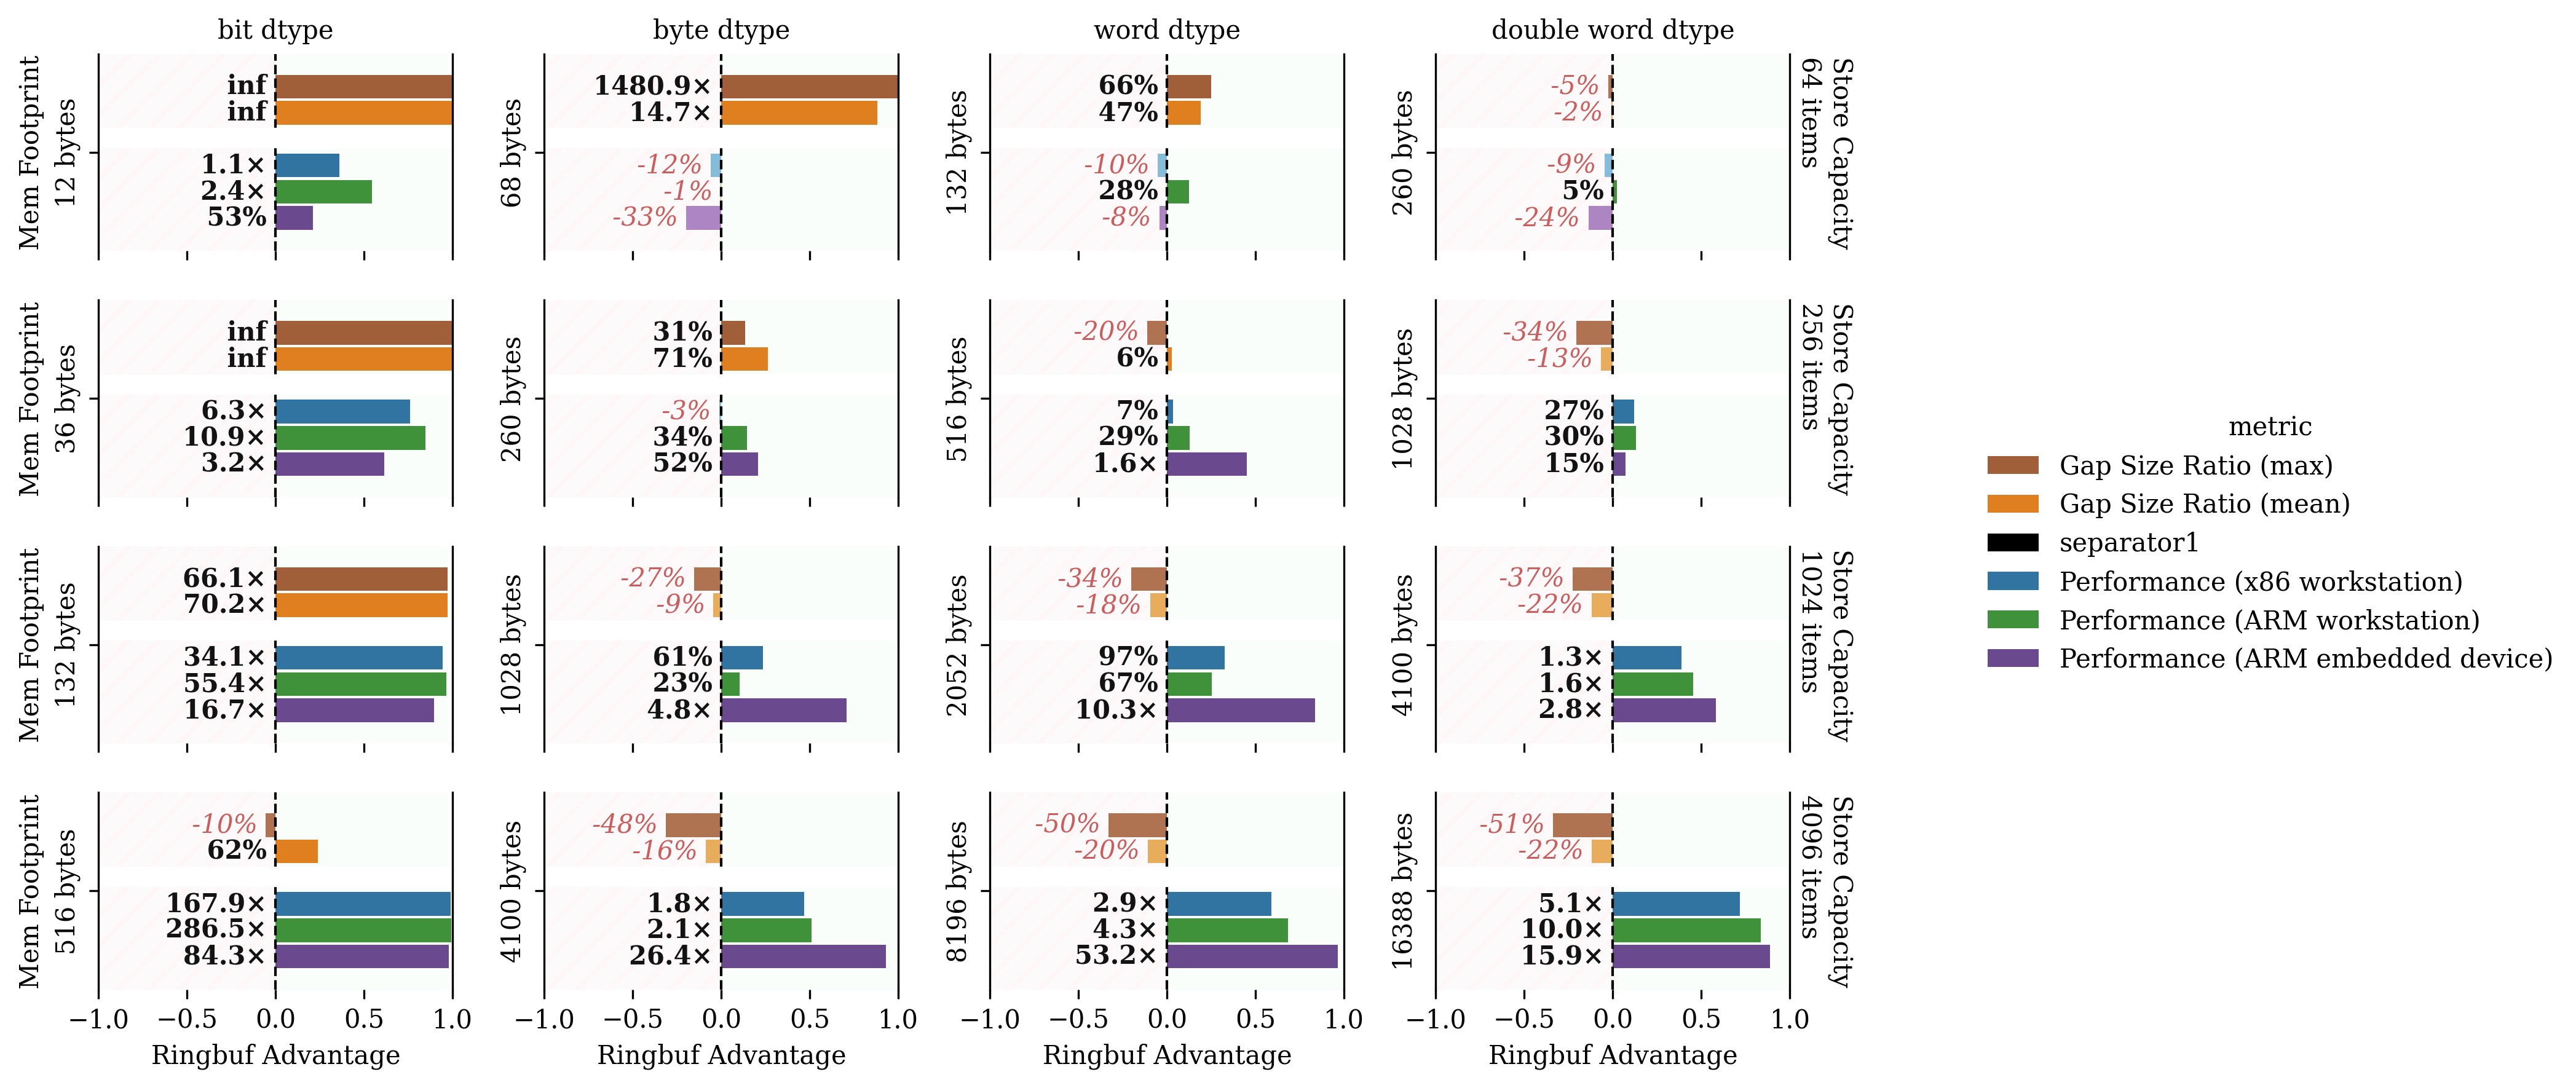 bit dtype
byte dtype
word dtype
double word dtype
Mem Footprint
12 bytes
inf
inf
1.1×
2.4×
53%
68 bytes
1480.9×
14.7×
-12%
-1%
-33%
132 bytes
66%
47%
-10%
28%
-8%
260 bytes
-5%
-2%
-9%
5%
-24%
Store Capacity
64 items
Mem Footprint
36 bytes
inf
inf
6.3×
10.9×
3.2×
260 bytes
31%
71%
-3%
34%
52%
516 bytes
-20%
6%
7%
29%
1.6×
1028 bytes
-34%
-13%
27%
30%
15%
Store Capacity
256 items
Mem Footprint
132 bytes
66.1×
70.2×
34.1×
55.4×
16.7×
1028 bytes
-27%
-9%
61%
23%
4.8×
2052 bytes
-34%
-18%
97%
67%
10.3×
4100 bytes
-37%
-22%
1.3×
1.6×
2.8×
Store Capacity
1024 items
Mem Footprint
516 bytes
-10%
62%
167.9×
286.5×
84.3×
4100 bytes
-48%
-16%
1.8×
2.1×
26.4×
8196 bytes
-50%
-20%
2.9×
4.3×
53.2×
16388 bytes
-51%
-22%
5.1×
10.0×
15.9×
Store Capacity
4096 items
−1.0 −0.5 0.0 0.5 1.0
Ringbuf Advantage
−1.0 −0.5 0.0 0.5 1.0
Ringbuf Advantage
−1.0 −0.5 0.0 0.5 1.0
Ringbuf Advantage
−1.0 −0.5 0.0 0.5 1.0
Ringbuf Advantage
metric
Gap Size Ratio (max)
Gap Size Ratio (mean)
separator1
Performance (x86 workstation)
Performance (ARM workstation)
Performance (ARM embedded device)